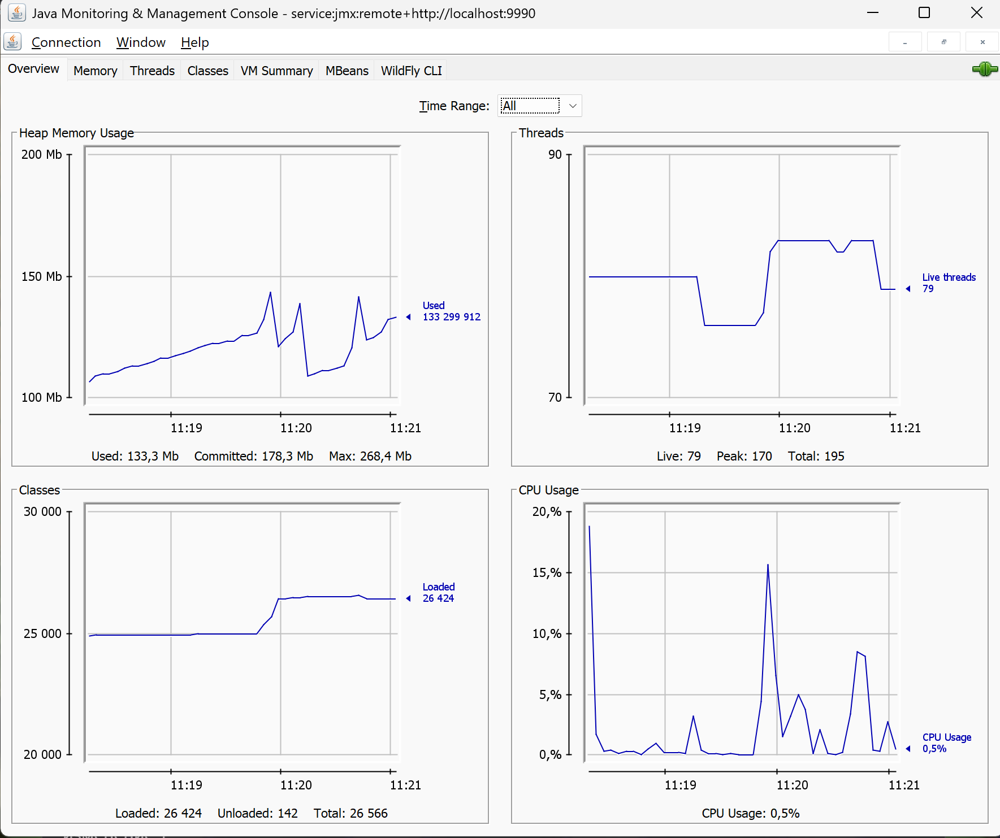 Java Monitoring & Management Console - service:jmx:remote+http://localhost:9990
Connection Window Help
Overview Memory Threads Classes VM Summary MBeans WildFly CLI
Time Range: All
Heap Memory Usage
200 Mb
150 Mb
100 Mb
Used
133 299 912
11:19 11:20 11:21
Used: 133,3 Mb Committed: 178,3 Mb Max: 268,4 Mb
Threads
90
70
Live threads
79
11:19 11:20 11:21
Live: 79 Peak: 170 Total: 195
Classes
30 000
25 000
20 000
Loaded
26 424
11:19 11:20 11:21
Loaded: 26 424 Unloaded: 142 Total: 26 566
CPU Usage
20,%
15,%
10,%
5,%
0,%
CPU Usage
0,5%
11:19 11:20 11:21
CPU Usage: 0,5%